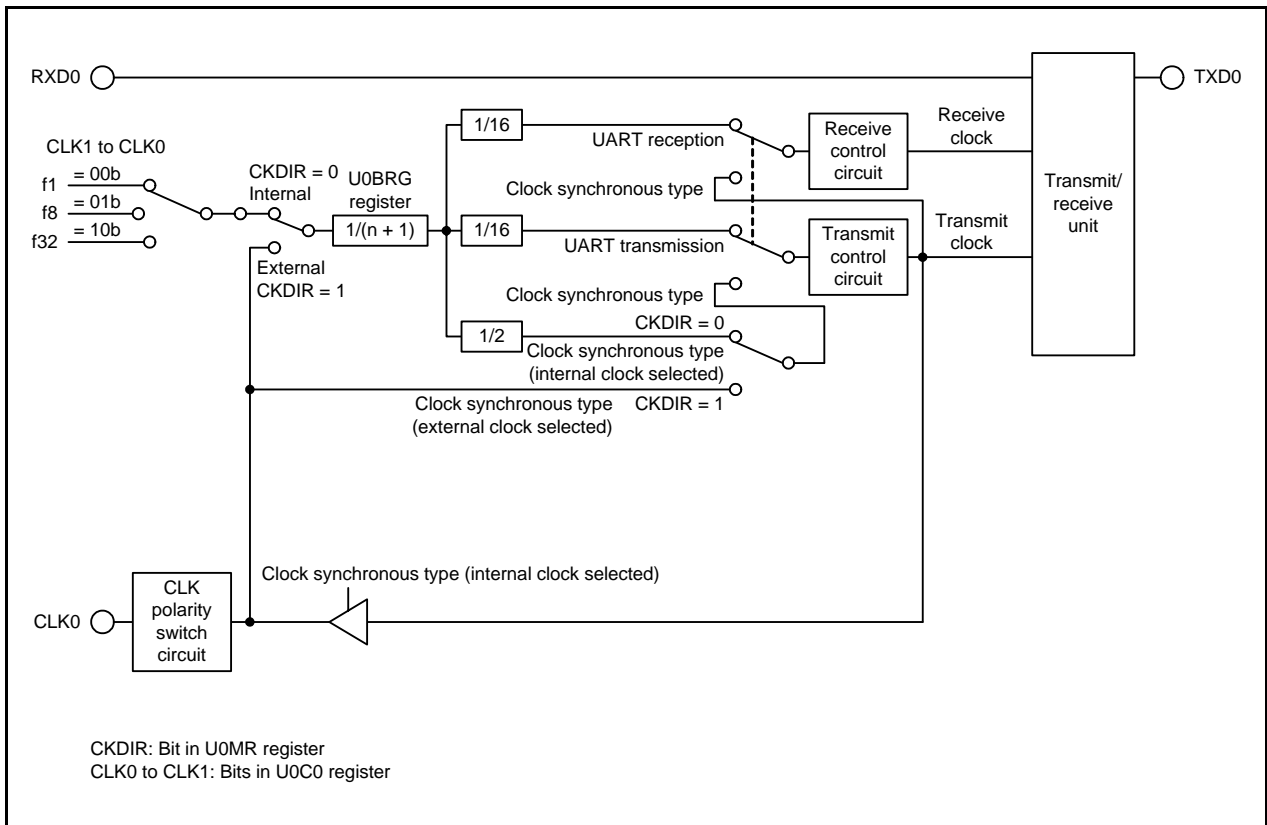 RXD0
TXD0
CLK1 to CLK0
f1
= 00b
f8
= 01b
f32
= 10b
CKDIR = 0
Internal
External
CKDIR = 1
U0BRG
register
1/(n + 1)
1/16
UART reception
Clock synchronous type
1/16
UART transmission
Clock synchronous type
1/2
CKDIR = 0
Clock synchronous type
(internal clock selected)
Clock synchronous type
(external clock selected)
CKDIR = 1
Receive
control
circuit
Receive
clock
Transmit
control
circuit
Transmit
clock
Transmit/
receive
unit
Clock synchronous type (internal clock selected)
CLK0
CLK
polarity
switch
circuit
CKDIR: Bit in U0MR register
CLK0 to CLK1: Bits in U0C0 register